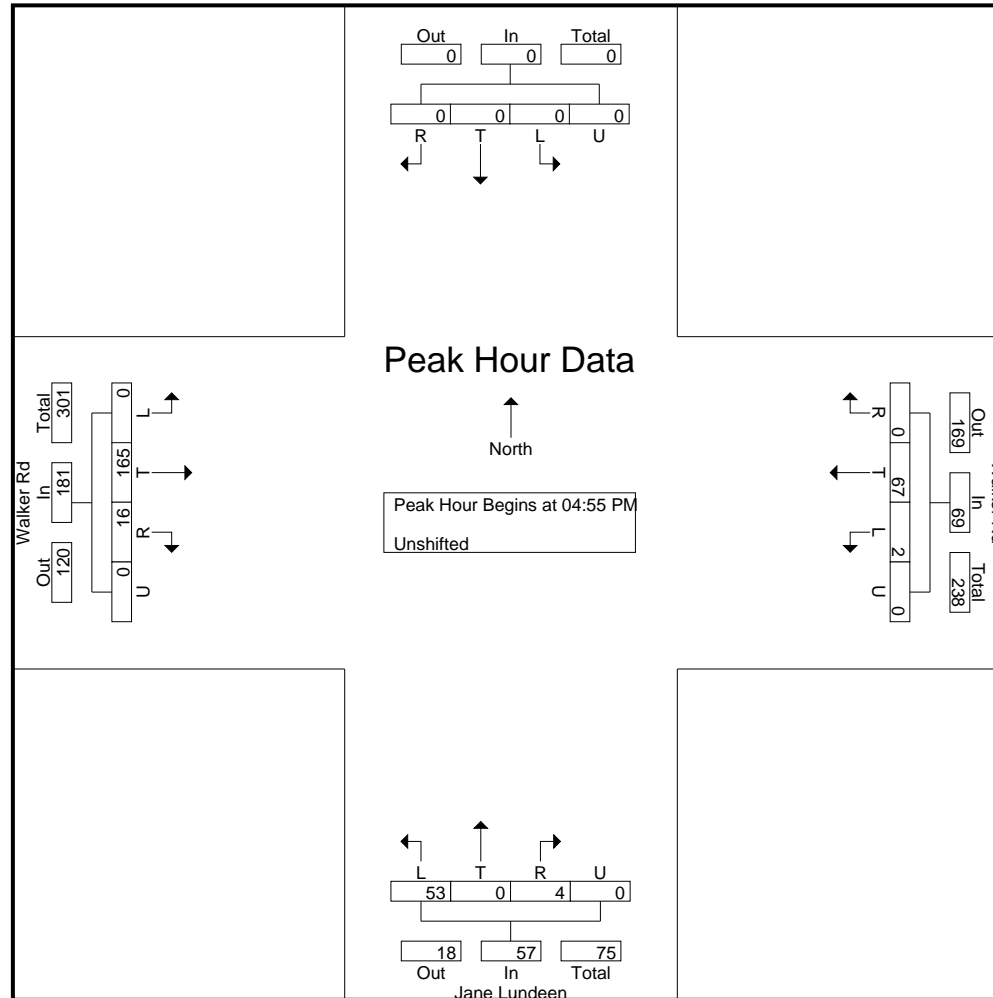 Out In Total
0 0 0
0 0 0 0
R T L U
Peak Hour Data
North
Peak Hour Begins at 04:55 PM
Unshifted
Walker Rd
Out In Total
120 181 301
0 16 165 0
U R T L
Out In Total
169 69 238
0 67 2 0
R T L U
L T R U
53 0 4 0
18 57 75
Out In Total
Jane Lundeen